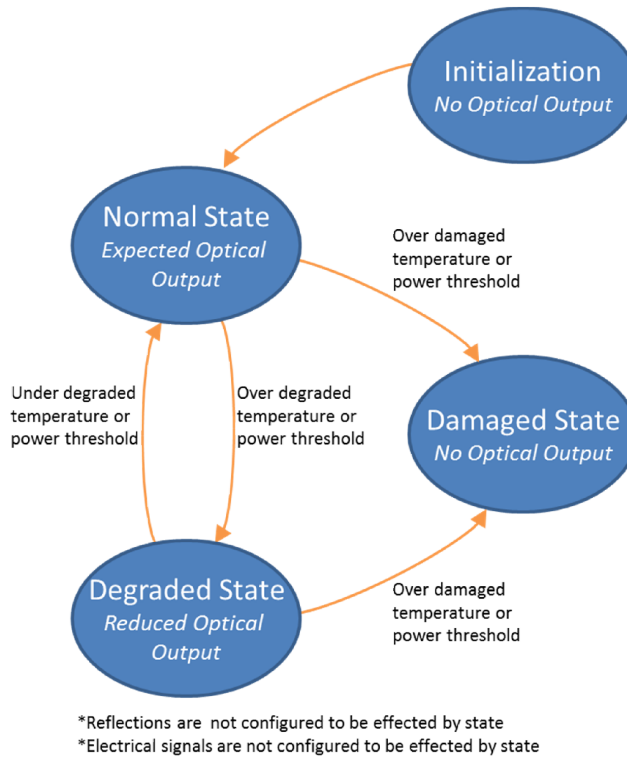 Initialization
No Optical Output
Normal State
Expected Optical
Output
Over damaged
temperature or
power threshold
Under degraded
temperature or
power threshold
Over degraded
temperature or
power threshold
Damaged State
No Optical Output
Degraded State
Reduced Optical
Output
Over damaged
temperature or
power threshold
*Reflections are not configured to be effected by state
*Electrical signals are not configured to be effected by state